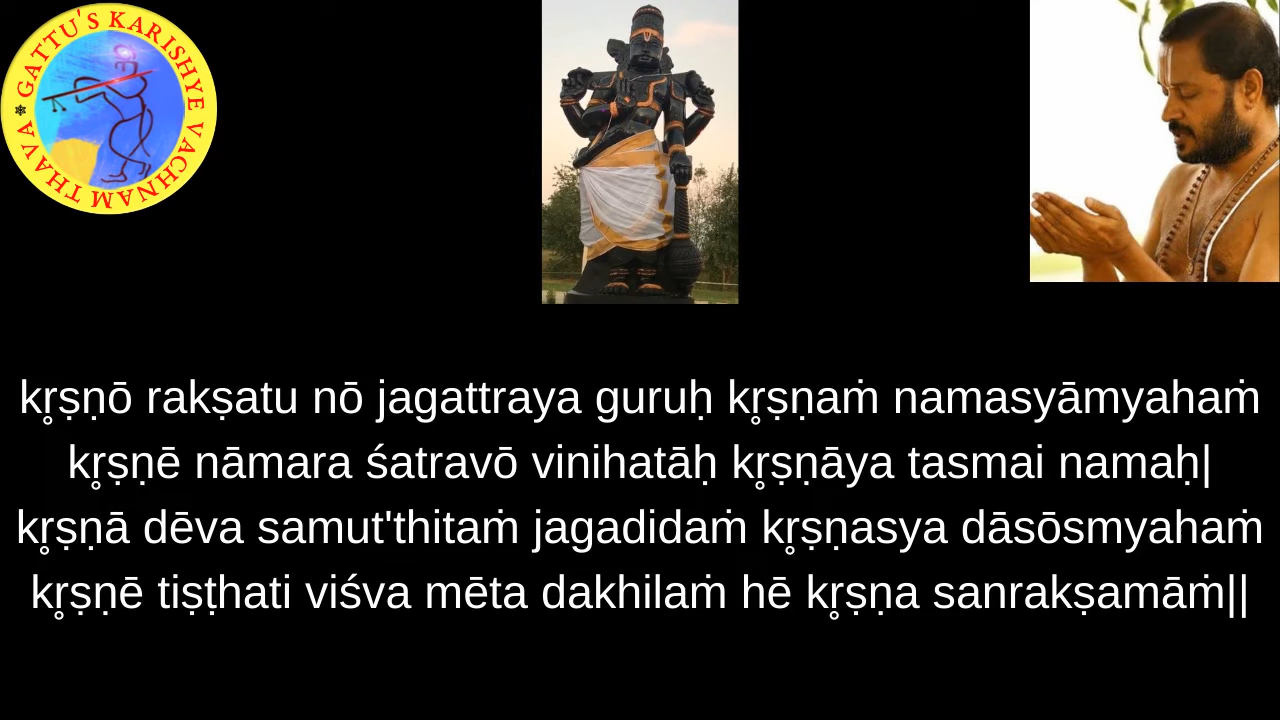 GATTU'S KARISHYE VACHNAM THAVA
kr̥ṣṇō rakṣatu nō jagattraya guruḥ kr̥ṣṇaṁ namasyāmyahaṁ
kr̥ṣṇē nāmara śatravō vinihatāḥ kr̥ṣṇāya tasmai namaḥ|
kr̥ṣṇā dēva samut'thitaṁ jagadidaṁ kr̥ṣṇasya dāsōsmyahaṁ
kr̥ṣṇē tiṣṭhati viśva mēta dakhilaṁ hē kr̥ṣṇa sanrakṣamāṁ||